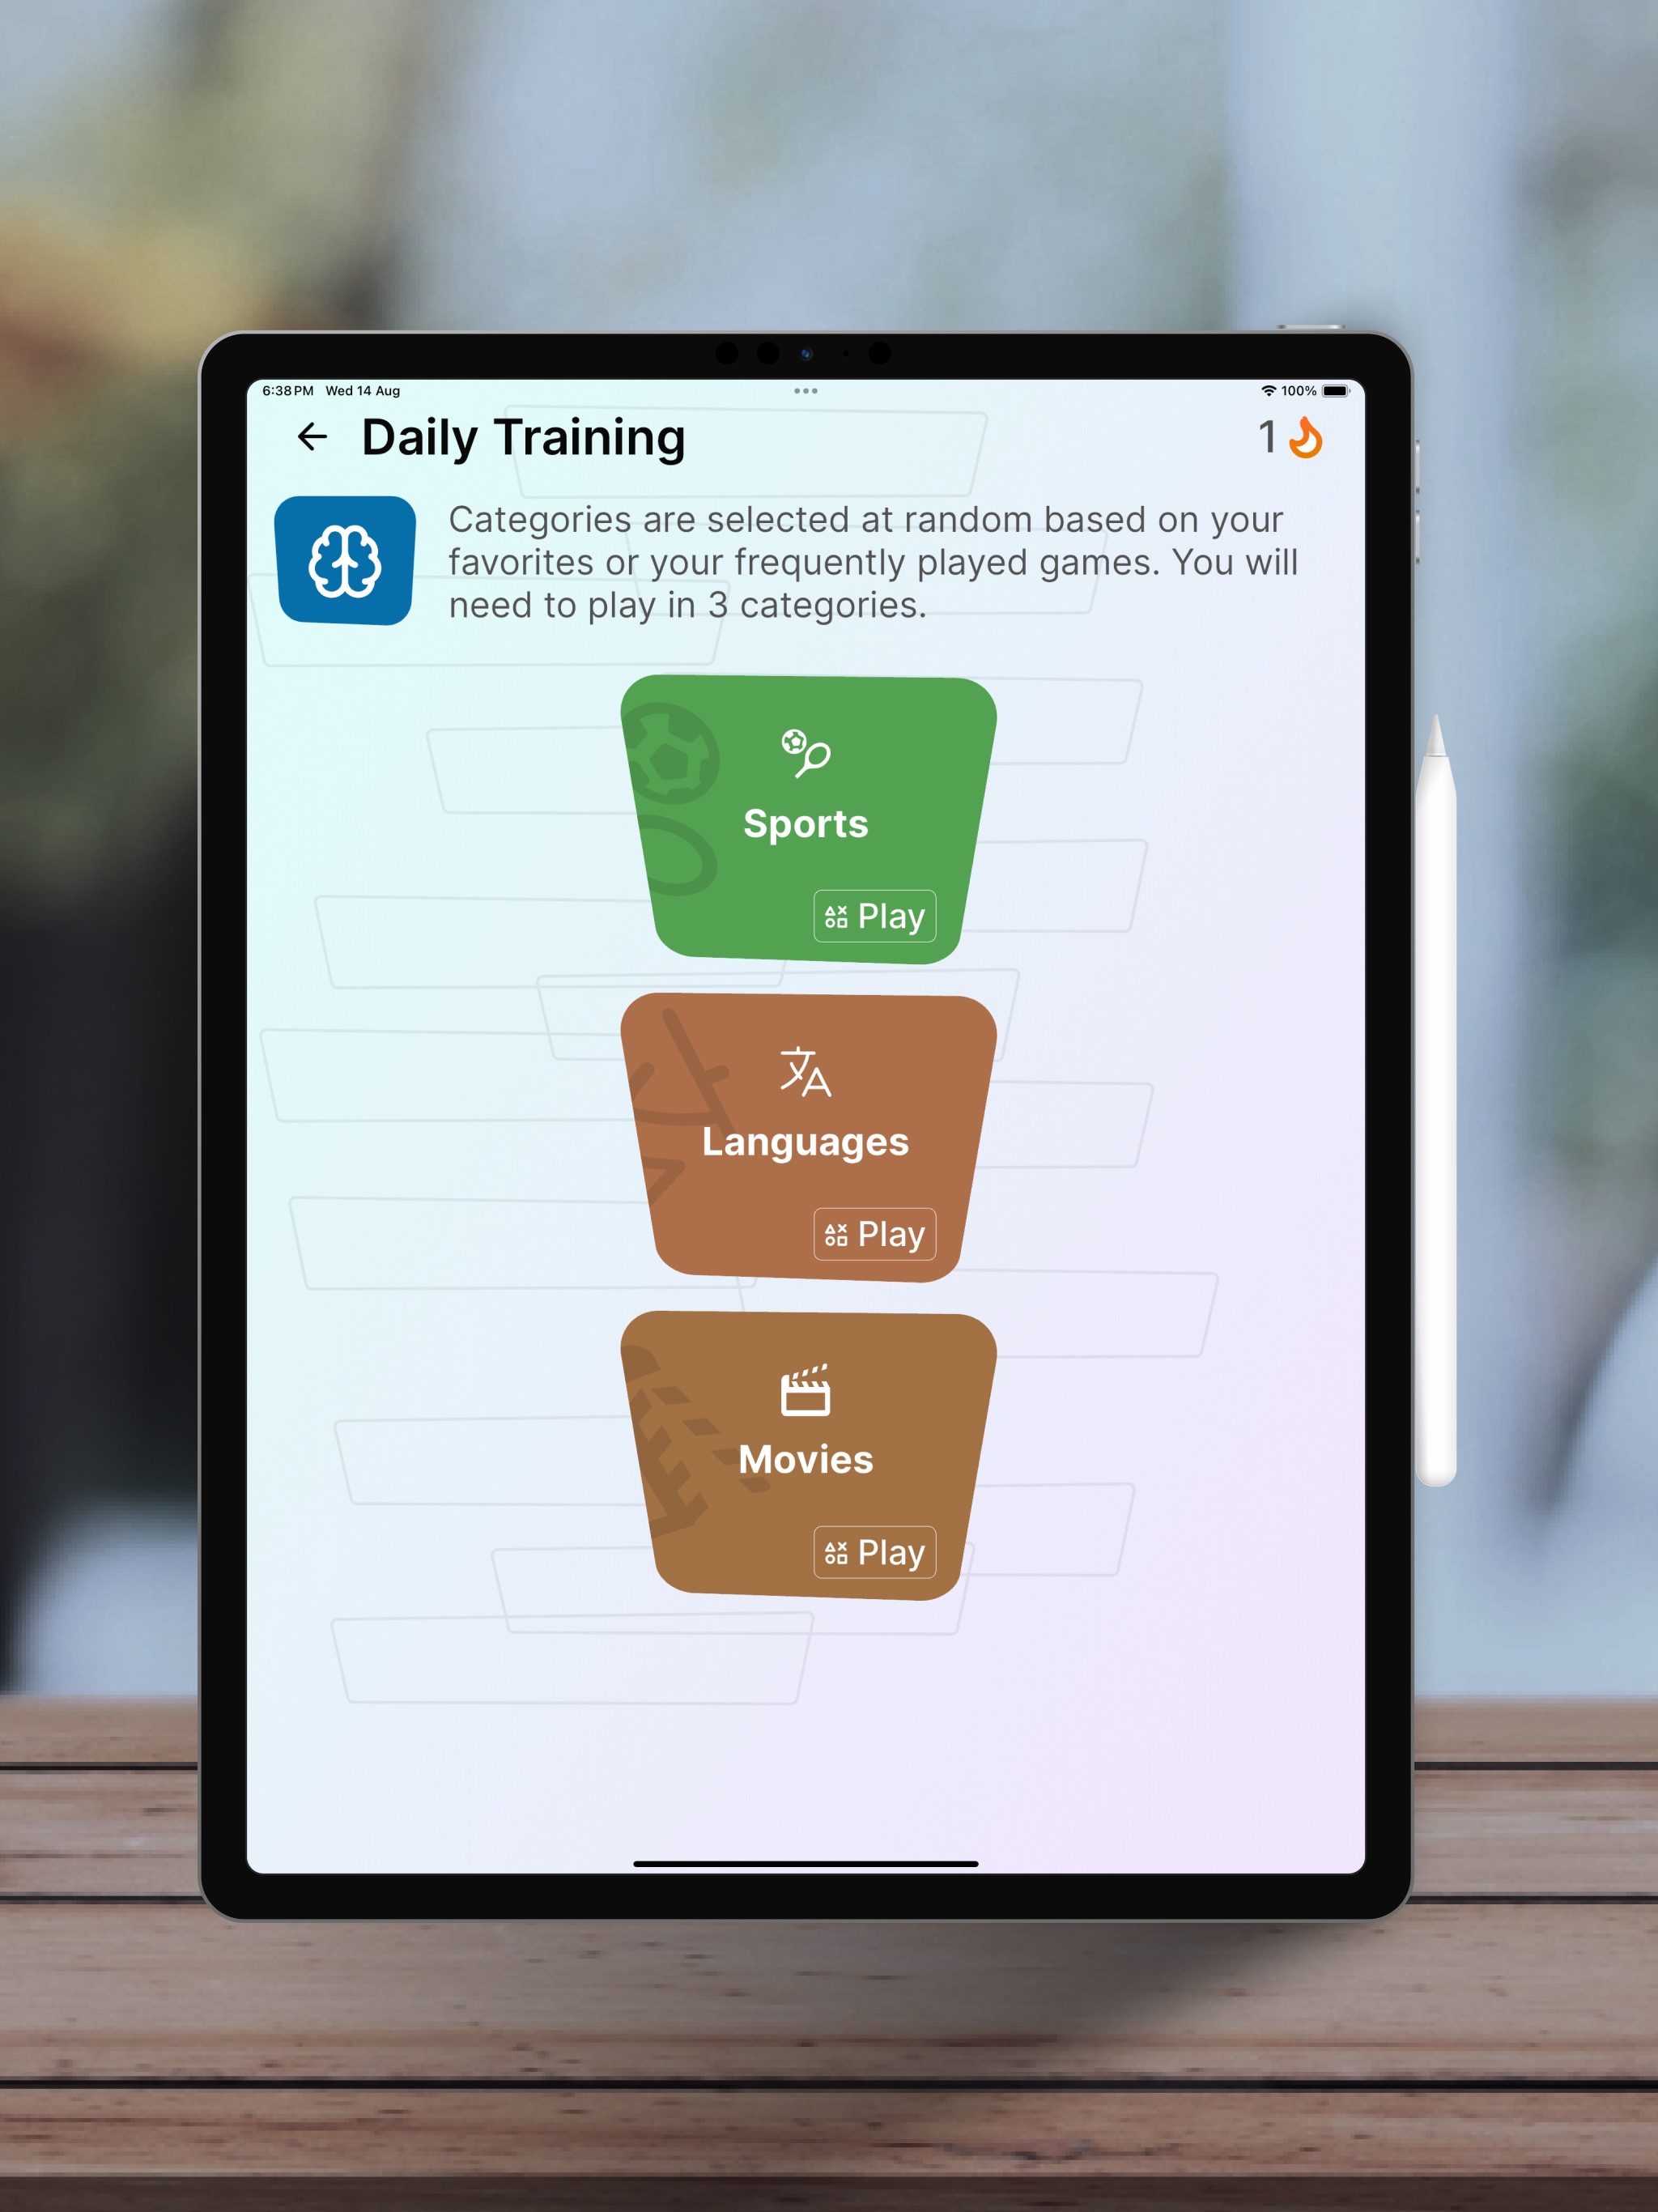 6:38 PM Wed 14 Aug
100%
Daily Training
1
Categories are selected at random based on your
favorites or your frequently played games. You will
need to play in 3 categories.
Sports
Play
文A
Languages
Play
Movies
Play